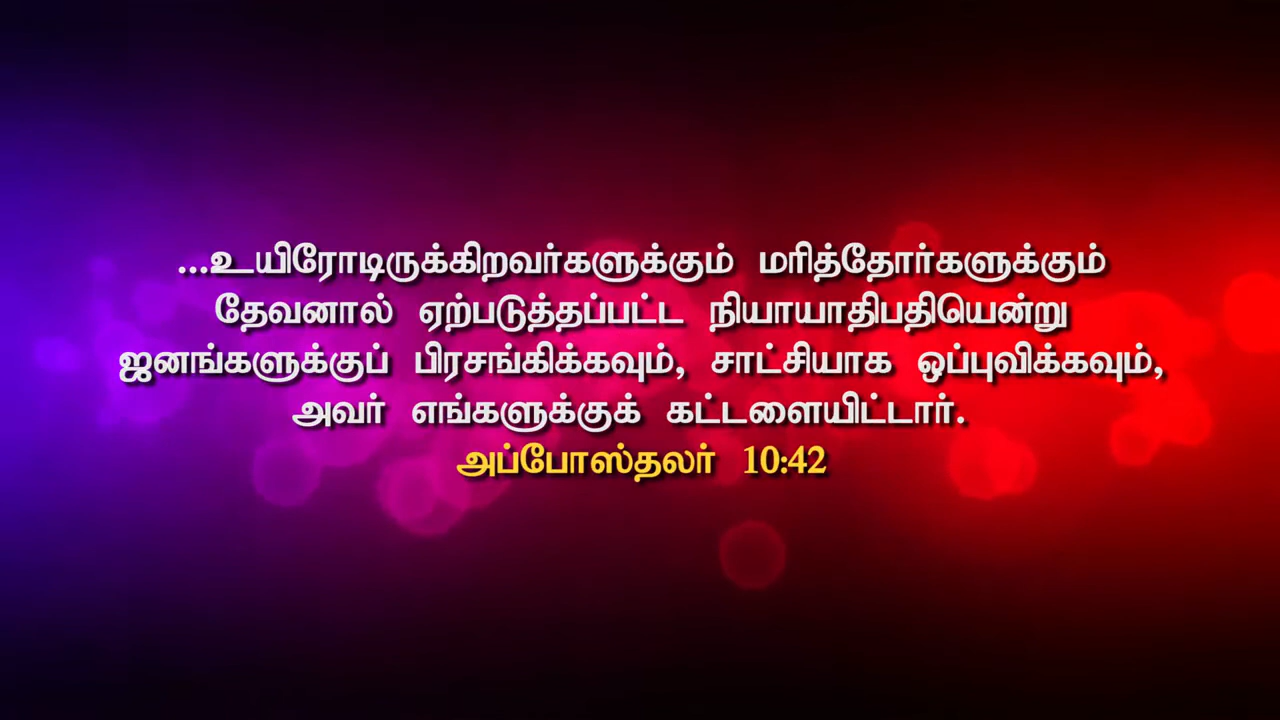 ...உயிரோடிருக்கிறவர்களுக்கும் மரித்தோர்களுக்கும்
தேவனால் ஏற்படுத்தப்பட்ட நியாயாதிபதியென்று
ஜனங்களுக்குப் பிரசங்கிக்கவும், சாட்சியாக ஒப்புவிக்கவும்,
அவர் எங்களுக்குக் கட்டளையிட்டார்.
அப்போஸ்தலர் 10:42